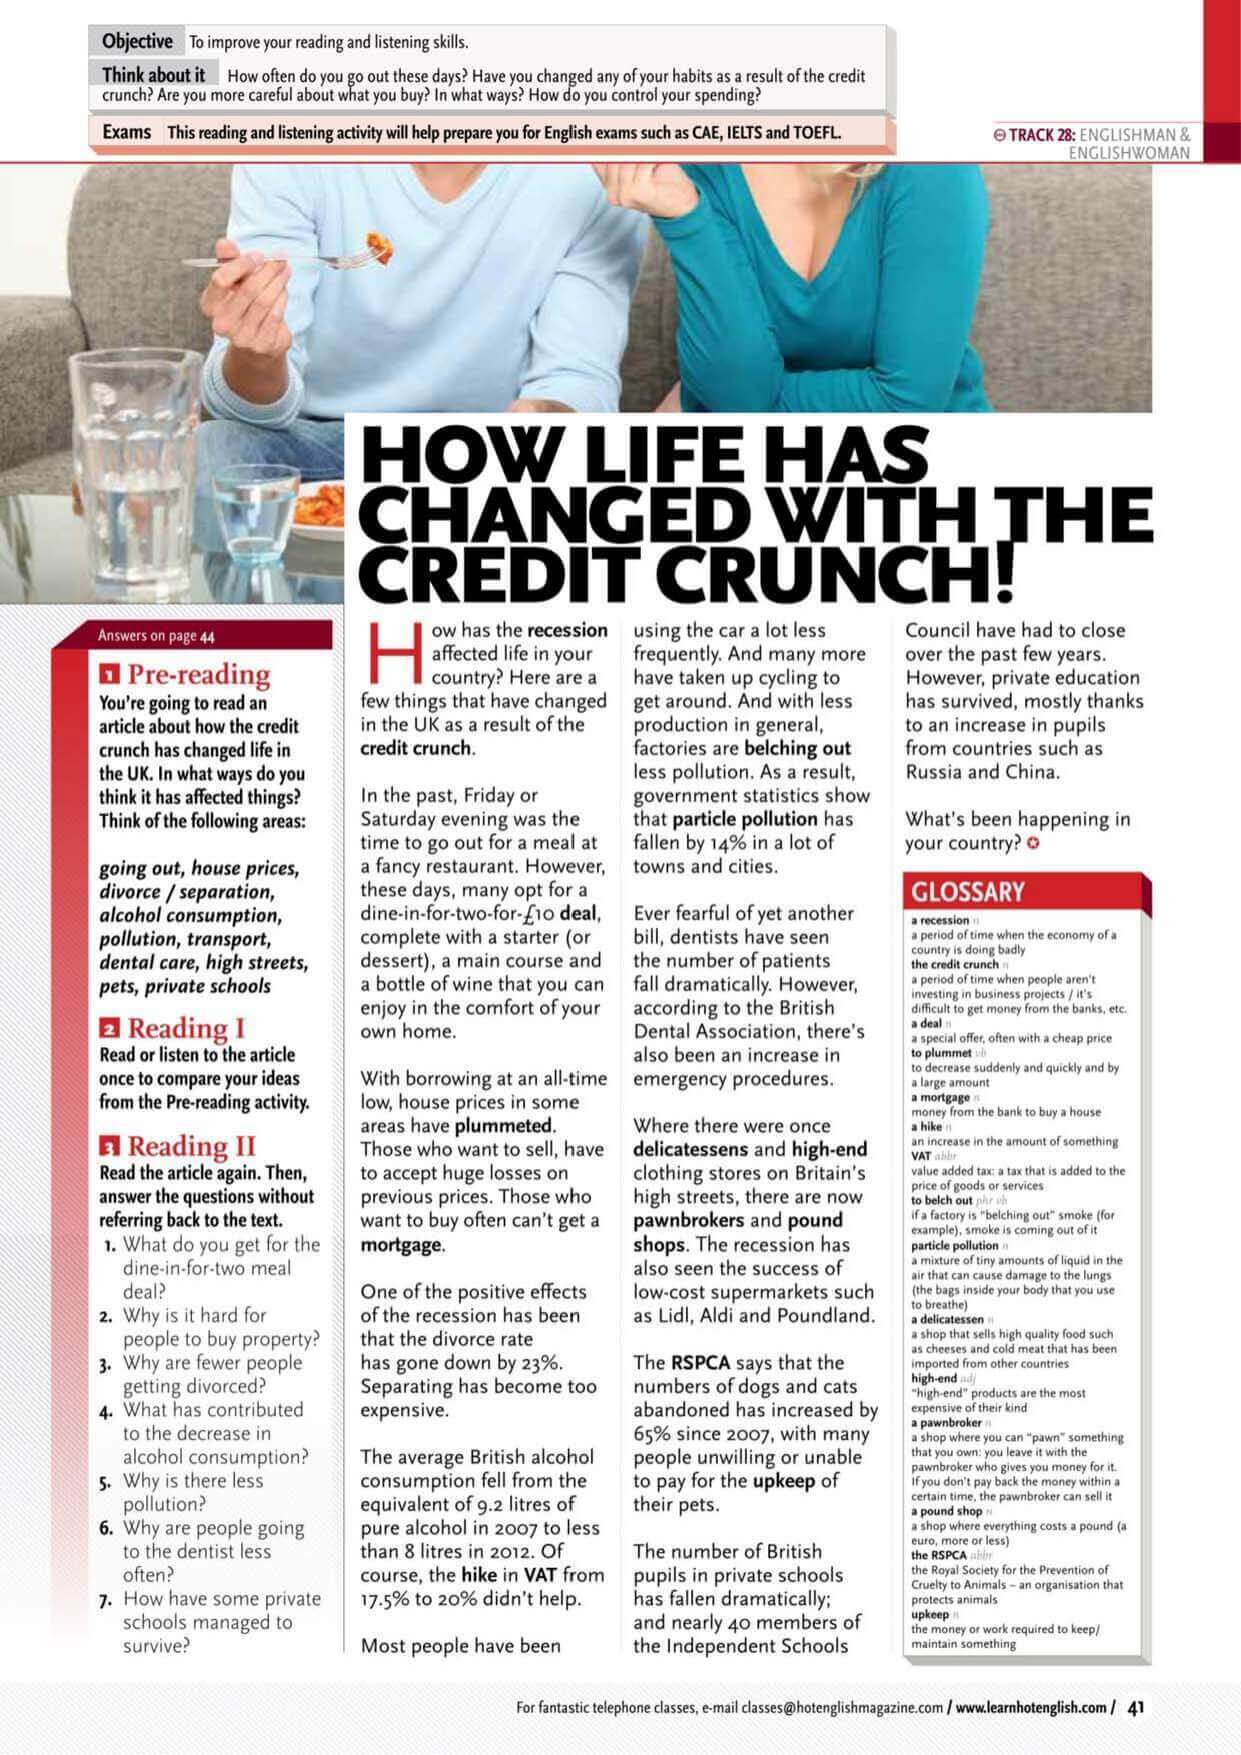 Objective To improve your reading and listening skills.
Think about it How often do you go out these days? Have you changed any of your habits as a result of the credit
crunch? Are you more careful about what you buy? In what ways? How do you control your spending?
Exams This reading and listening activity will help prepare you for English exams such as CAE, IELTS and TOEFL.
TRACK 28: ENGLISHMAN &
ENGLISHWOMAN
HOW LIFE HAS
CHANGED WITH THE
CREDIT CRUNCH!
Answers on page 44
1 Pre-reading
You're going to read an
article about how the credit
crunch has changed life in
the UK. In what ways do you
think it has affected things?
Think of the following areas:
going out, house prices,
divorce / separation,
alcohol consumption,
pollution, transport,
dental care, high streets,
pets, private schools
2 Reading I
Read or listen to the article
once to compare your ideas
from the Pre-reading activity.
3 Reading II
Read the article again. Then,
answer the questions without
referring back to the text.
1. What do you get for the
dine-in-for-two meal
deal?
2. Why is it hard for
people to buy property?
3. Why are fewer people
getting divorced?
4. What has contributed
to the decrease in
alcohol consumption?
5. Why is there less
pollution?
6. Why are people going
to the dentist less
often?
7. How have some private
schools managed to
survive?
How has the recession
affected life in your
country? Here are a
few things that have changed
in the UK as a result of the
credit crunch.
In the past, Friday or
Saturday evening was the
time to go out for a meal at
a fancy restaurant. However,
these days, many opt for a
dine-in-for-two-for-£10 deal,
complete with a starter (or
dessert), a main course and
a bottle of wine that you can
enjoy in the comfort of your
own home.
With borrowing at an all-time
low, house prices in some
areas have plummeted.
Those who want to sell, have
to accept huge losses on
previous prices. Those who
want to buy often can't get a
mortgage.
One of the positive effects
of the recession has been
that the divorce rate
has gone down by 23%.
Separating has become too
expensive.
The average British alcohol
consumption fell from the
equivalent of 9.2 litres of
pure alcohol in 2007 to less
than 8 litres in 2012. Of
course, the hike in VAT from
17.5% to 20% didn't help.
Most people have been
using the car a lot less
frequently. And many more
have taken up cycling to
get around. And with less
production in general,
factories are belching out
less pollution. As a result,
government statistics show
that particle pollution has
fallen by 14% in a lot of
towns and cities.
Ever fearful of yet another
bill, dentists have seen
the number of patients
fall dramatically. However,
according to the British
Dental Association, there's
also been an increase in
emergency procedures.
Where there were once
delicatessens and high-end
clothing stores on Britain's
high streets, there are now
pawnbrokers and pound
shops. The recession has
also seen the success of
low-cost supermarkets such
as Lidl, Aldi and Poundland.
The RSPCA says that the
numbers of dogs and cats
abandoned has increased by
65% since 2007, with many
people unwilling or unable
to pay for the upkeep of
their pets.
The number of British
pupils in private schools
has fallen dramatically;
and nearly 40 members of
the Independent Schools
Council have had to close
over the past few years.
However, private education
has survived, mostly thanks
to an increase in pupils
from countries such as
Russia and China.
What's been happening in
your country?
GLOSSARY
a recession n
a period of time when the economy of a
country is doing badly
the credit crunch n
a period of time when people aren't
investing in business projects / it's
difficult to get money from the banks, etc.
a deal n
a special offer, often with a cheap price
to plummet vb
to decrease suddenly and quickly and by
a large amount
a mortgage n
money from the bank to buy a house
a hike n
an increase in the amount of something
VAT abbr
value added tax: a tax that is added to the
price of goods or services
to belch out phr vb
if a factory is "belching out" smoke (for
example), smoke is coming out of it
particle pollution n
a mixture of tiny amounts of liquid in the
air that can cause damage to the lungs
(the bags inside your body that you use
to breathe)
a delicatessen n
a shop that sells high quality food such
as cheeses and cold meat that has been
imported from other countries
high-end adj
"high-end" products are the most
expensive of their kind
a pawnbroker n
a shop where you can "pawn" something
that you own: you leave it with the
pawnbroker who gives you money for it.
If you don't pay back the money within a
certain time, the pawnbroker can sell it
a pound shop n
a shop where everything costs a pound (a
euro, more or less)
the RSPCA abbr
the Royal Society for the Prevention of
Cruelty to Animals – an organisation that
protects animals
upkeep n
the money or work required to keep/
maintain something
For fantastic telephone classes, e-mail classes@hotenglishmagazine.com / www.learnhotenglish.com / 41